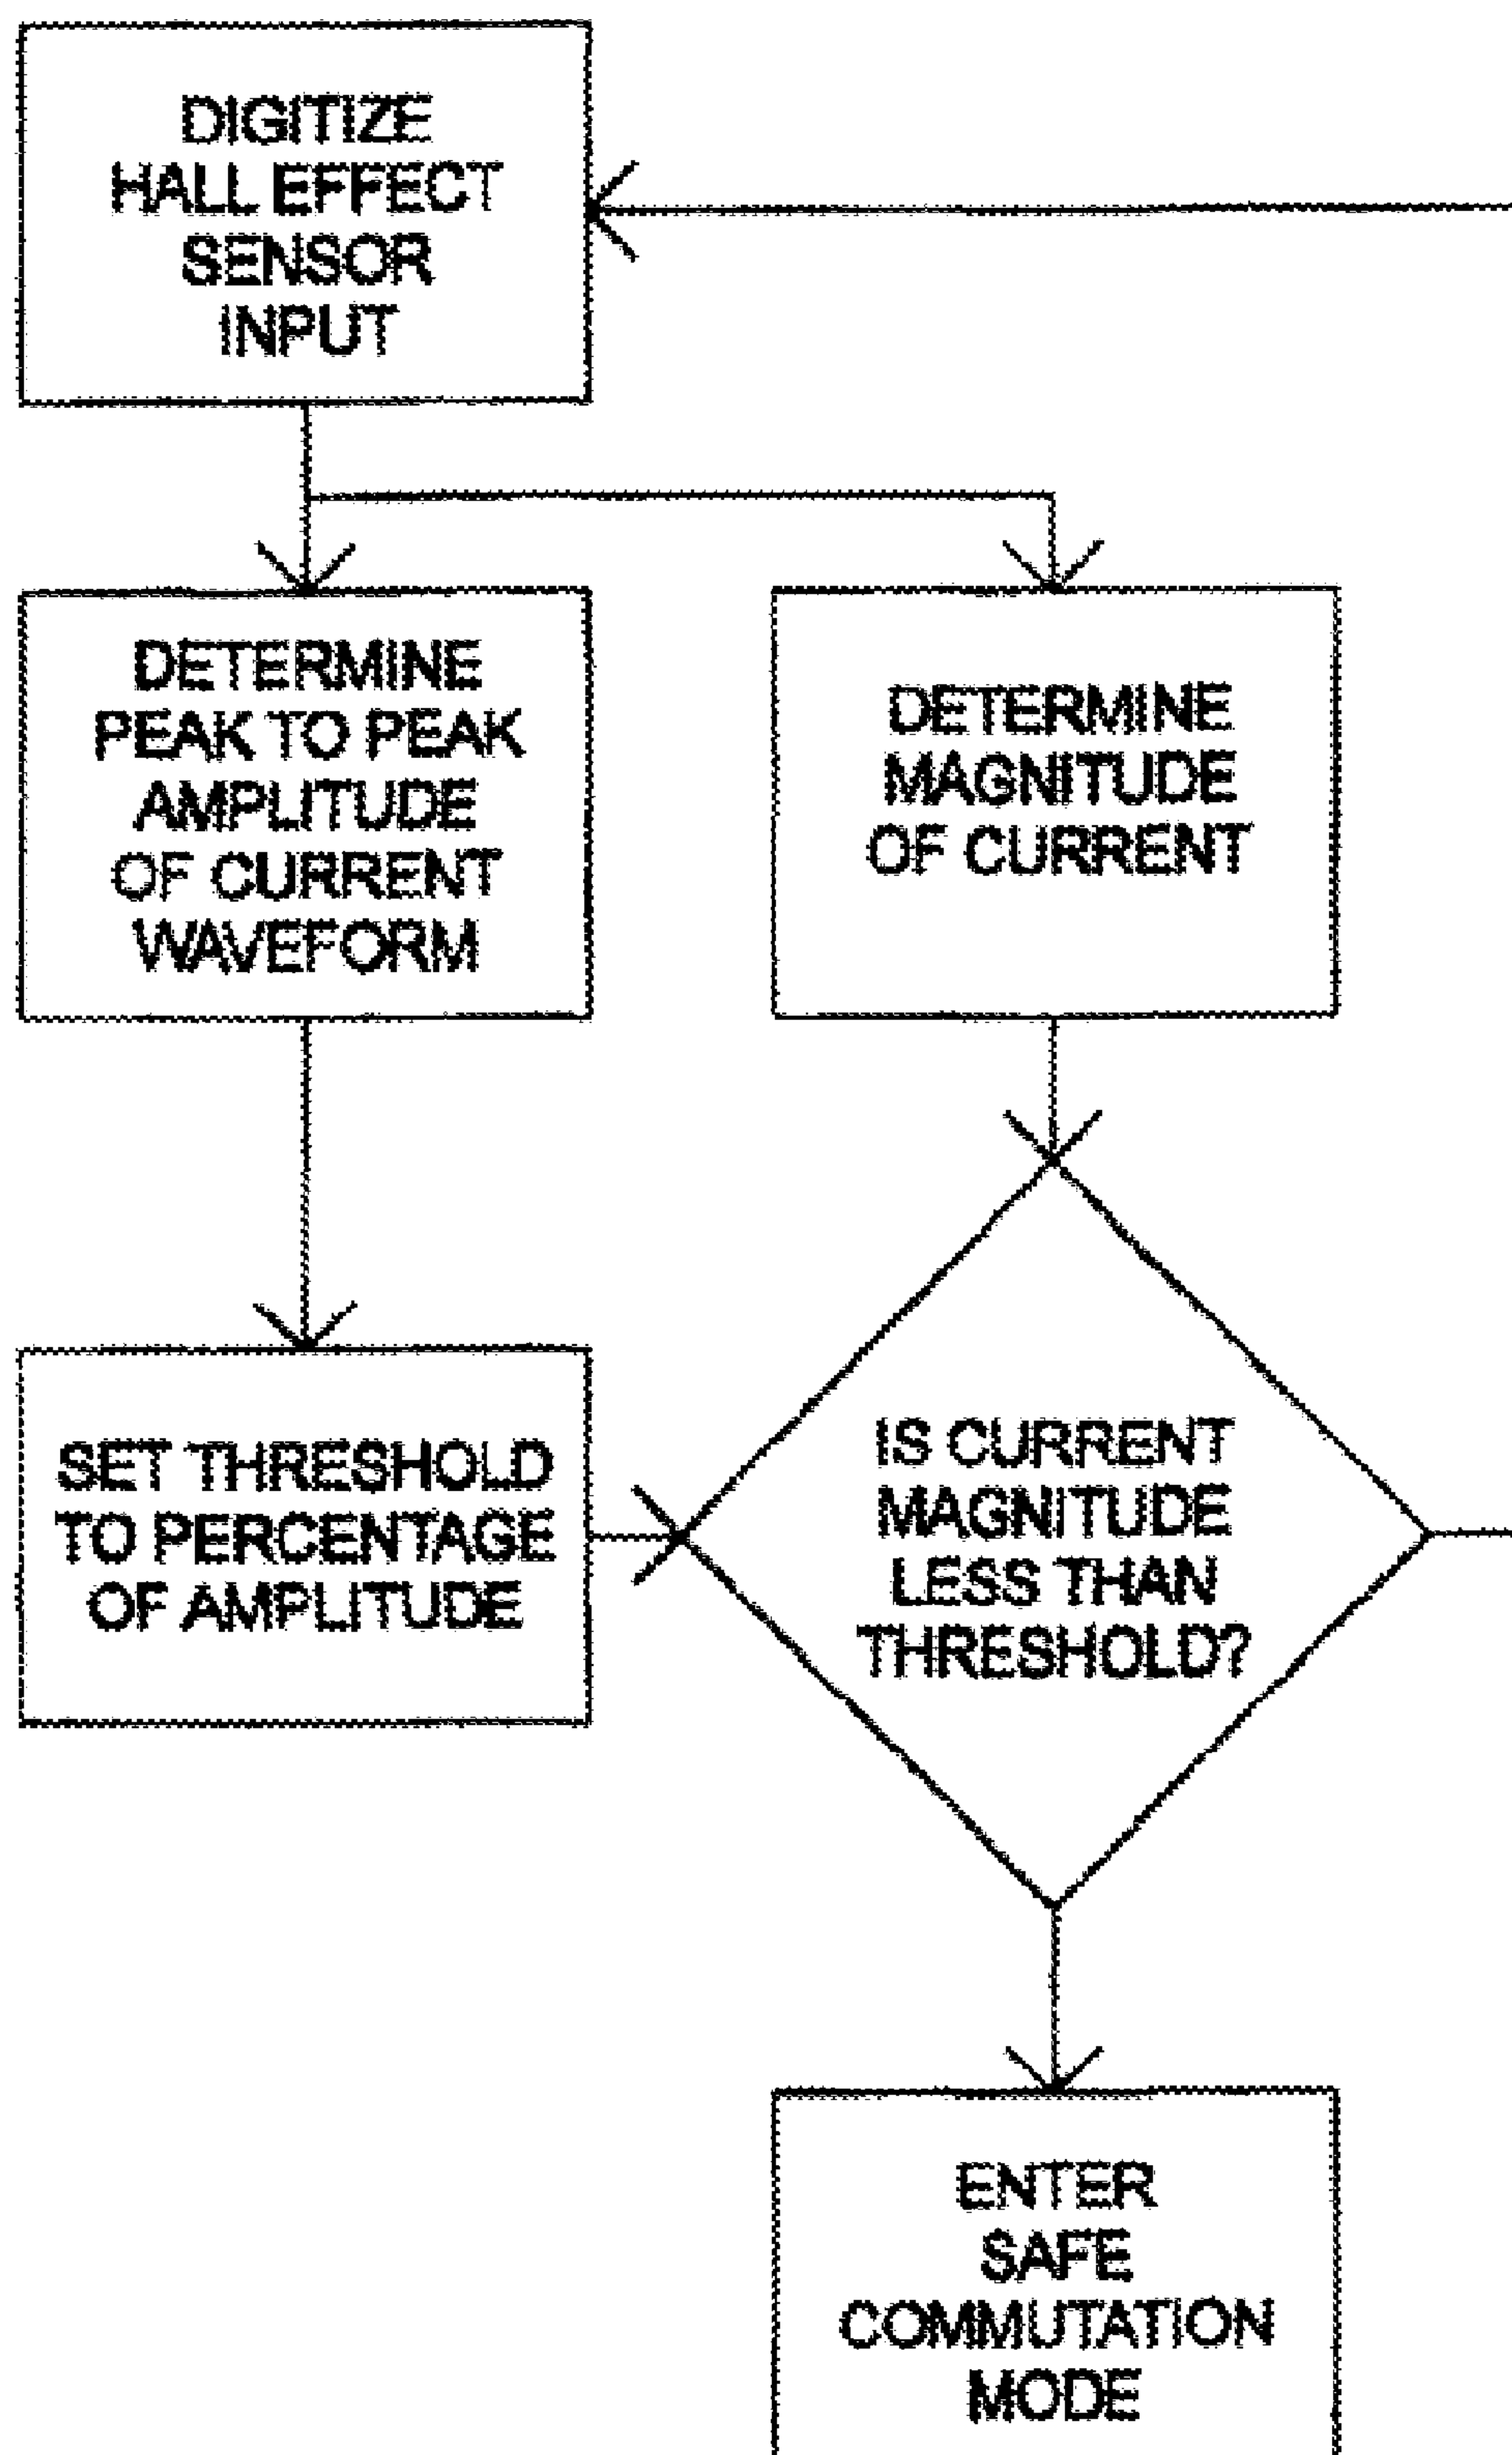 DIGITIZE
HALL EFFECT
SENSOR
INPUT
DETERMINE
PEAK TO PEAK
AMPLITUDE
OF CURRENT
WAVEFORM
DETERMINE
MAGNITUDE
OF CURRENT
SET THRESHOLD
TO PERCENTAGE
OF AMPLITUDE
IS CURRENT
MAGNITUDE
LESS THAN
THRESHOLD?
ENTER
SAFE
COMMUTATION
MODE